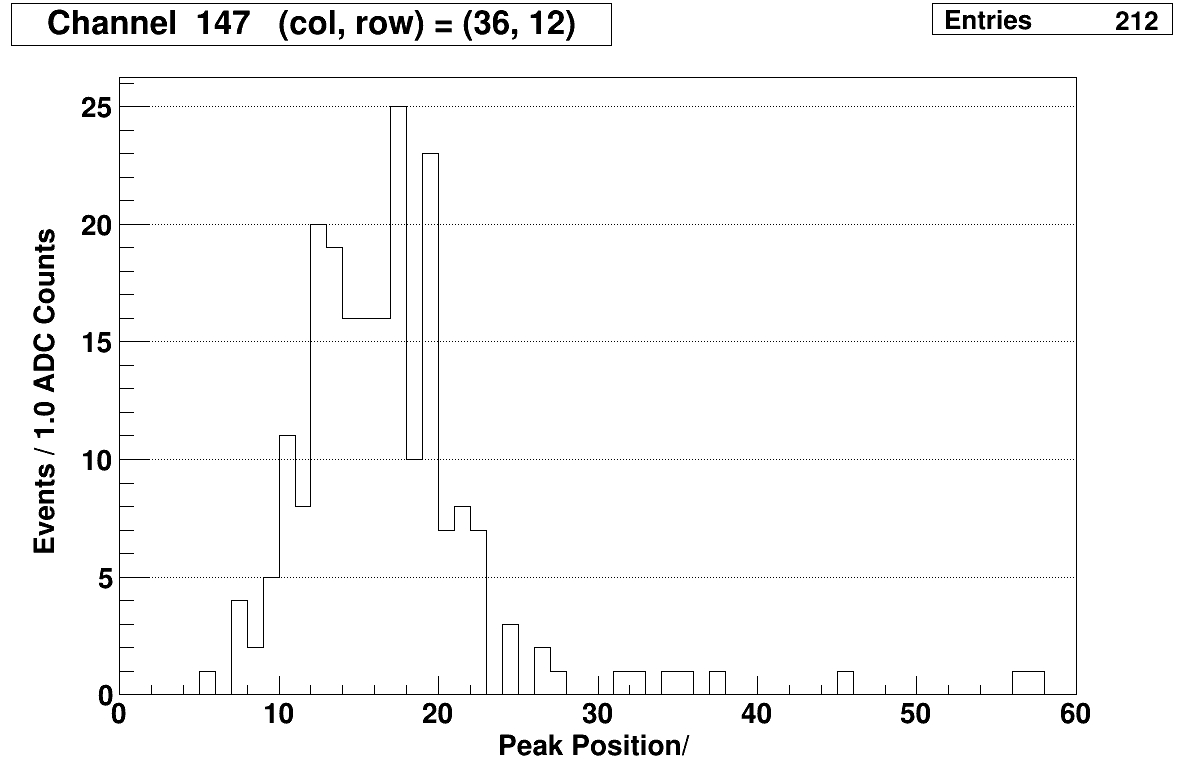 Channel 147 (col, row) = (36, 12)
Entries 212
Events / 1.0 ADC Counts
25
20
15
10
5
0
0 10 20 30 40 50 60
Peak Position/